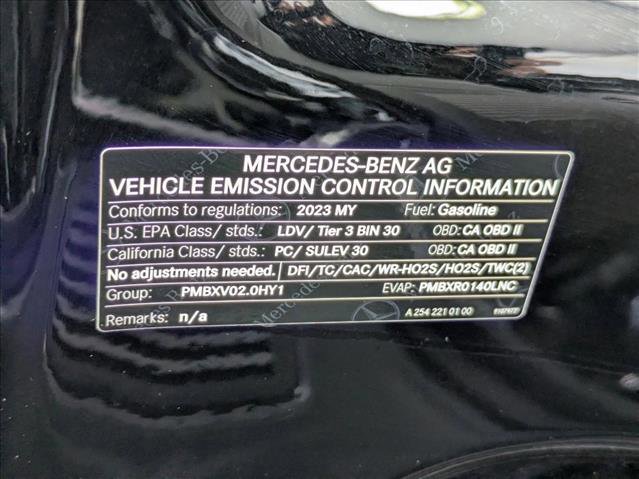 MERCEDES-BENZ AG
VEHICLE EMISSION CONTROL INFORMATION
Conforms to regulations: 2023 MY Fuel: Gasoline
U.S. EPA Class/ stds.: LDV/ Tier 3 BIN 30 OBD: CA OBD II
California Class/ stds.: PC/ SULEV 30 OBD: CA OBD II
No adjustments needed. DFI/TC/CAC/WR-HO2S/HO2S/TWC(2)
Group: PMBXV02.0HY1 EVAP: PMBXR0140LNC
Remarks: n/a A 254 221 01 00